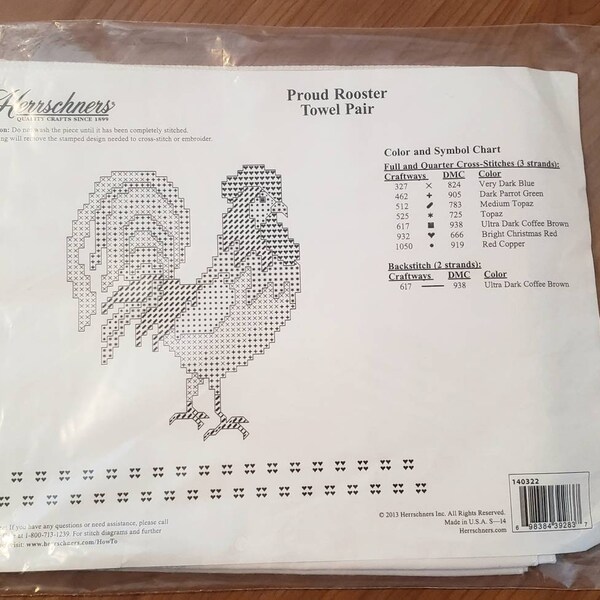 Herrschners
QUALITY CRAFTS SINCE 1899
Do not wash the piece until it has been completely stitched.
will remove the stamped design needed to cross-stitch or embroider.
Proud Rooster
Towel Pair
Color and Symbol Chart
Full and Quarter Cross-Stitches (3 strands):
Craftways DMC Color
327 × 824 Very Dark Blue
462 + 905 Dark Parrot Green
512 783 Medium Topaz
525 ✶ 725 Topaz
617 ■ 938 Ultra Dark Coffee Brown
932 ♥ 666 Bright Christmas Red
1050 • 919 Red Copper
Backstitch (2 strands):
Craftways DMC Color
617 — 938 Ultra Dark Coffee Brown
If you have any questions or need assistance, please call
at 1-800-713-1239. For stitch diagrams and further
visit www.herrschners.com/HowTo
© 2013 Herrschners Inc. All Rights Reserved.
Made in U.S.A. S—14
Herrschners.com
140322
8 98384 39283 7